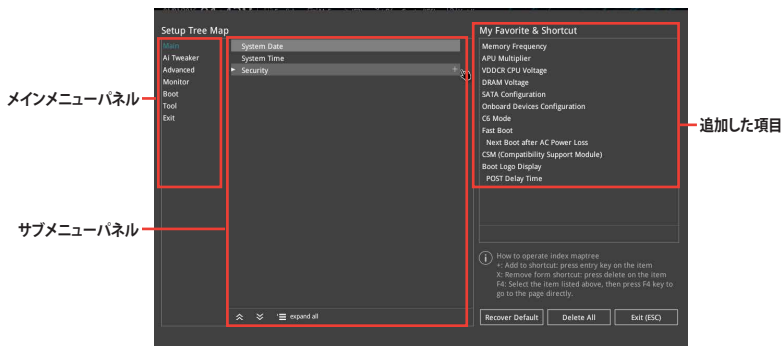 Setup Tree Map
Main
Ai Tweaker
Advanced
Monitor
Boot
Tool
Exit
System Date
System Time
Security
+
expand all
My Favorite & Shortcut
Memory Frequency
APU Multiplier
VDDCR CPU Voltage
DRAM Voltage
SATA Configuration
Onboard Devices Configuration
C6 Mode
Fast Boot
Next Boot after AC Power Loss
CSM (Compatibility Support Module)
Boot Logo Display
POST Delay Time
How to operate index maptree
+: Add to shortcut: press entry key on the item
X: Remove form shortcut: press delete on the item
F4: Select the item listed above, then press F4 key to
go to the page directly.
Recover Default
Delete All
Exit (ESC)
メインメニューパネル
サブメニューパネル
追加した項目